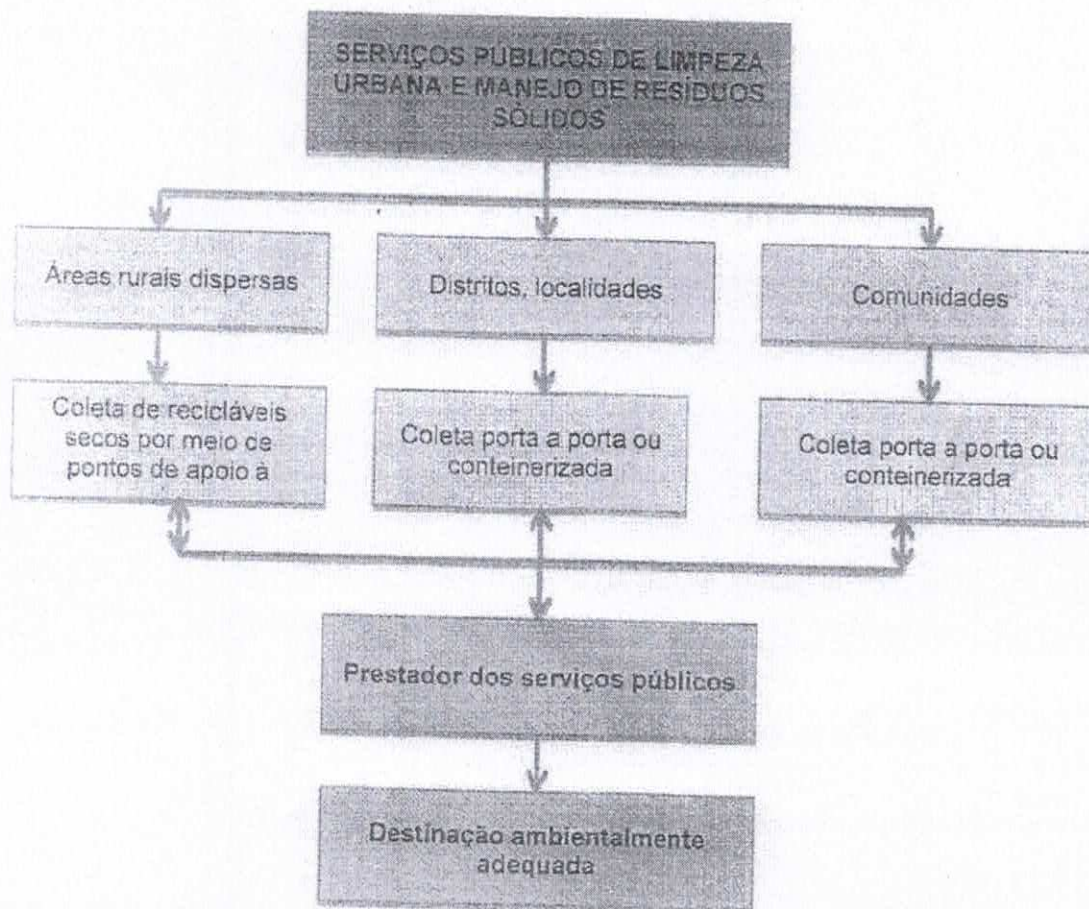 SERVIÇOS PÚBLICOS DE LIMPEZA
URBANA E MANEJO DE RESÍDUOS
SÓLIDOS
Áreas rurais dispersas
Distritos, localidades
Comunidades
Coleta de recicláveis
secos por meio de
pontos de apoio à
Coleta porta a porta ou
conteinerizada
Coleta porta a porta ou
conteinerizada
Prestador dos serviços públicos
Destinação ambientalmente
adequada